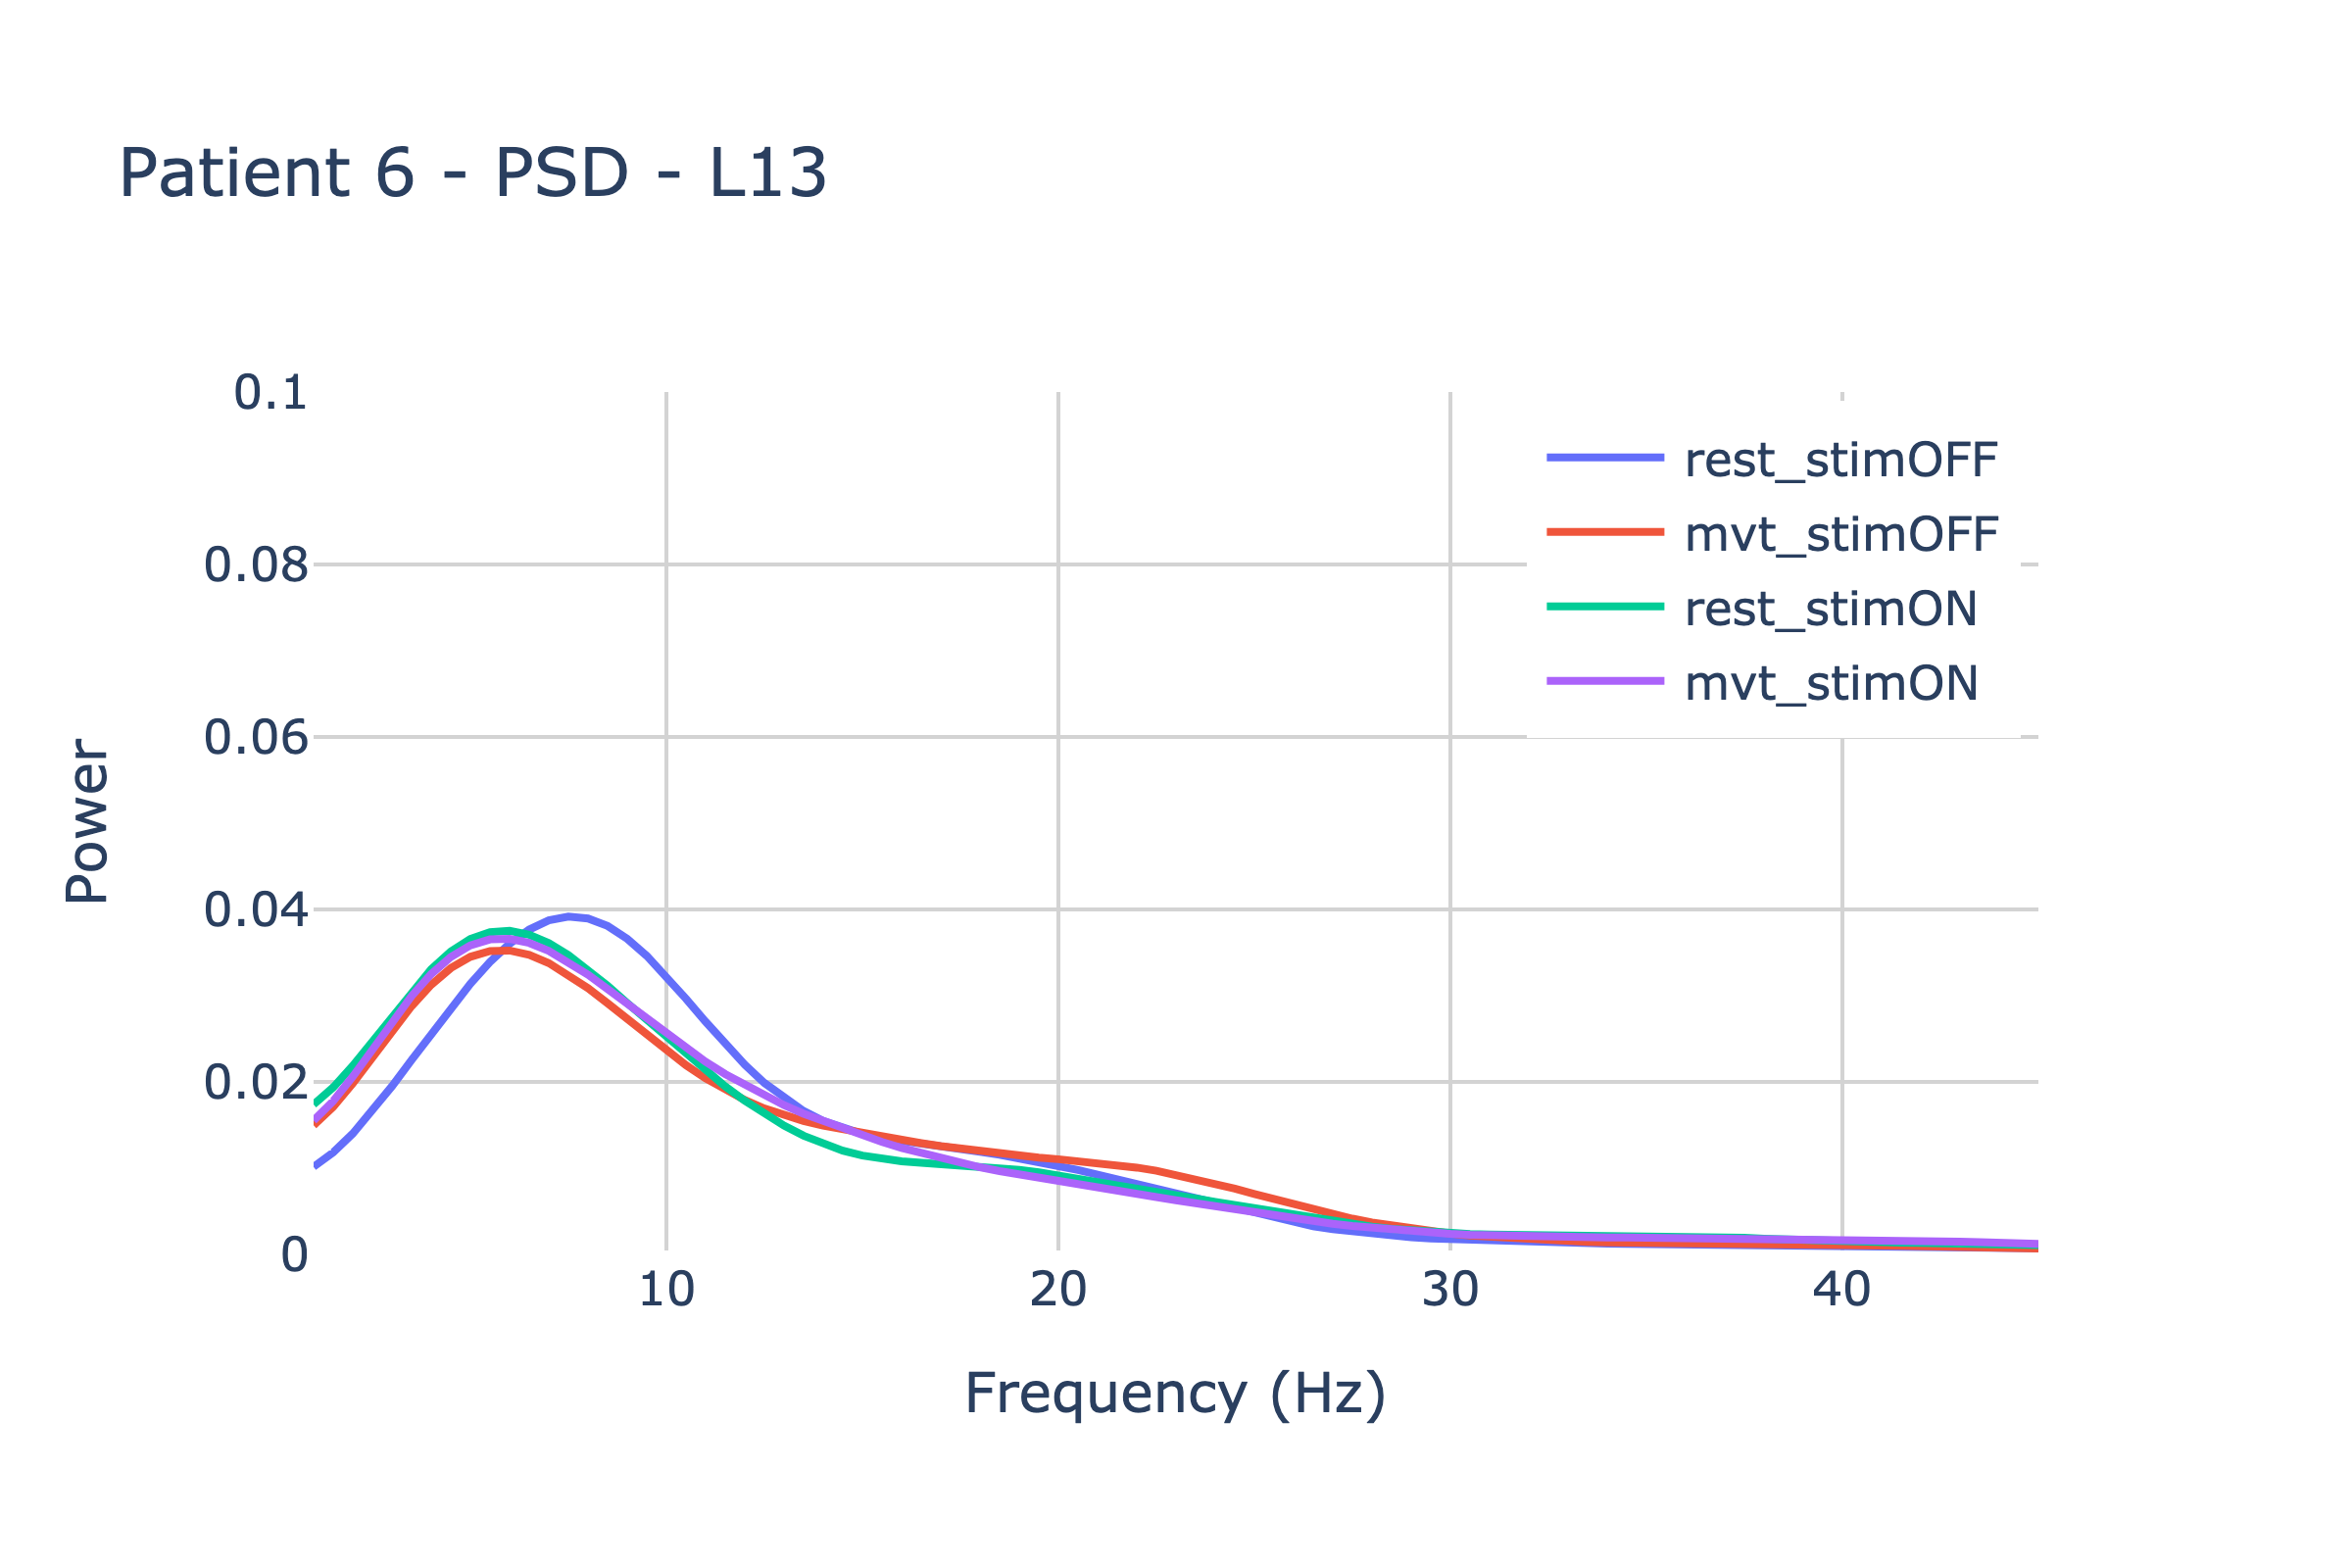 Patient 6 - PSD - L13
0.1
0.08
0.06
0.04
0.02
0
Power
10 20 30 40
Frequency (Hz)
rest_stimOFF
mvt_stimOFF
rest_stimON
mvt_stimON